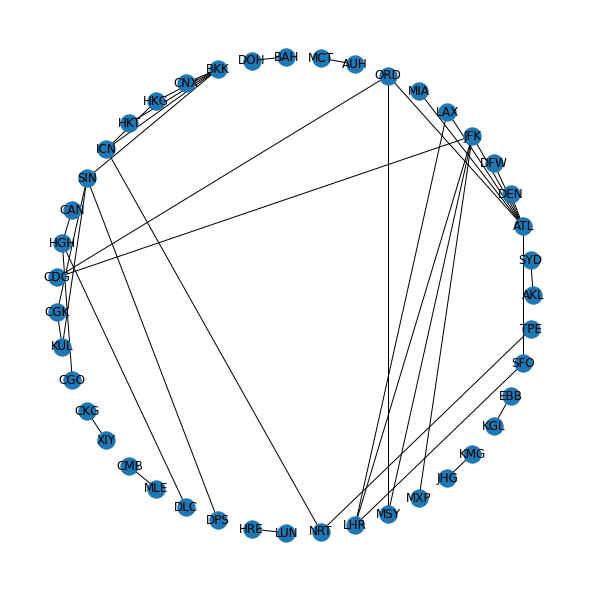 DOH
BAH
MCT
AUH
ORD
MIA
LAX
JFK
DFW
DEN
ATL
SYD
AKL
TPE
SFO
EBB
KGL
KMG
JHG
MXP
MSY
LHR
NRT
LUN
HRE
DPS
DLC
MLE
CMB
XIY
CKG
CGO
KUL
CGK
CDG
HGH
CAN
SIN
ICN
HKT
HKG
CNX
BKK